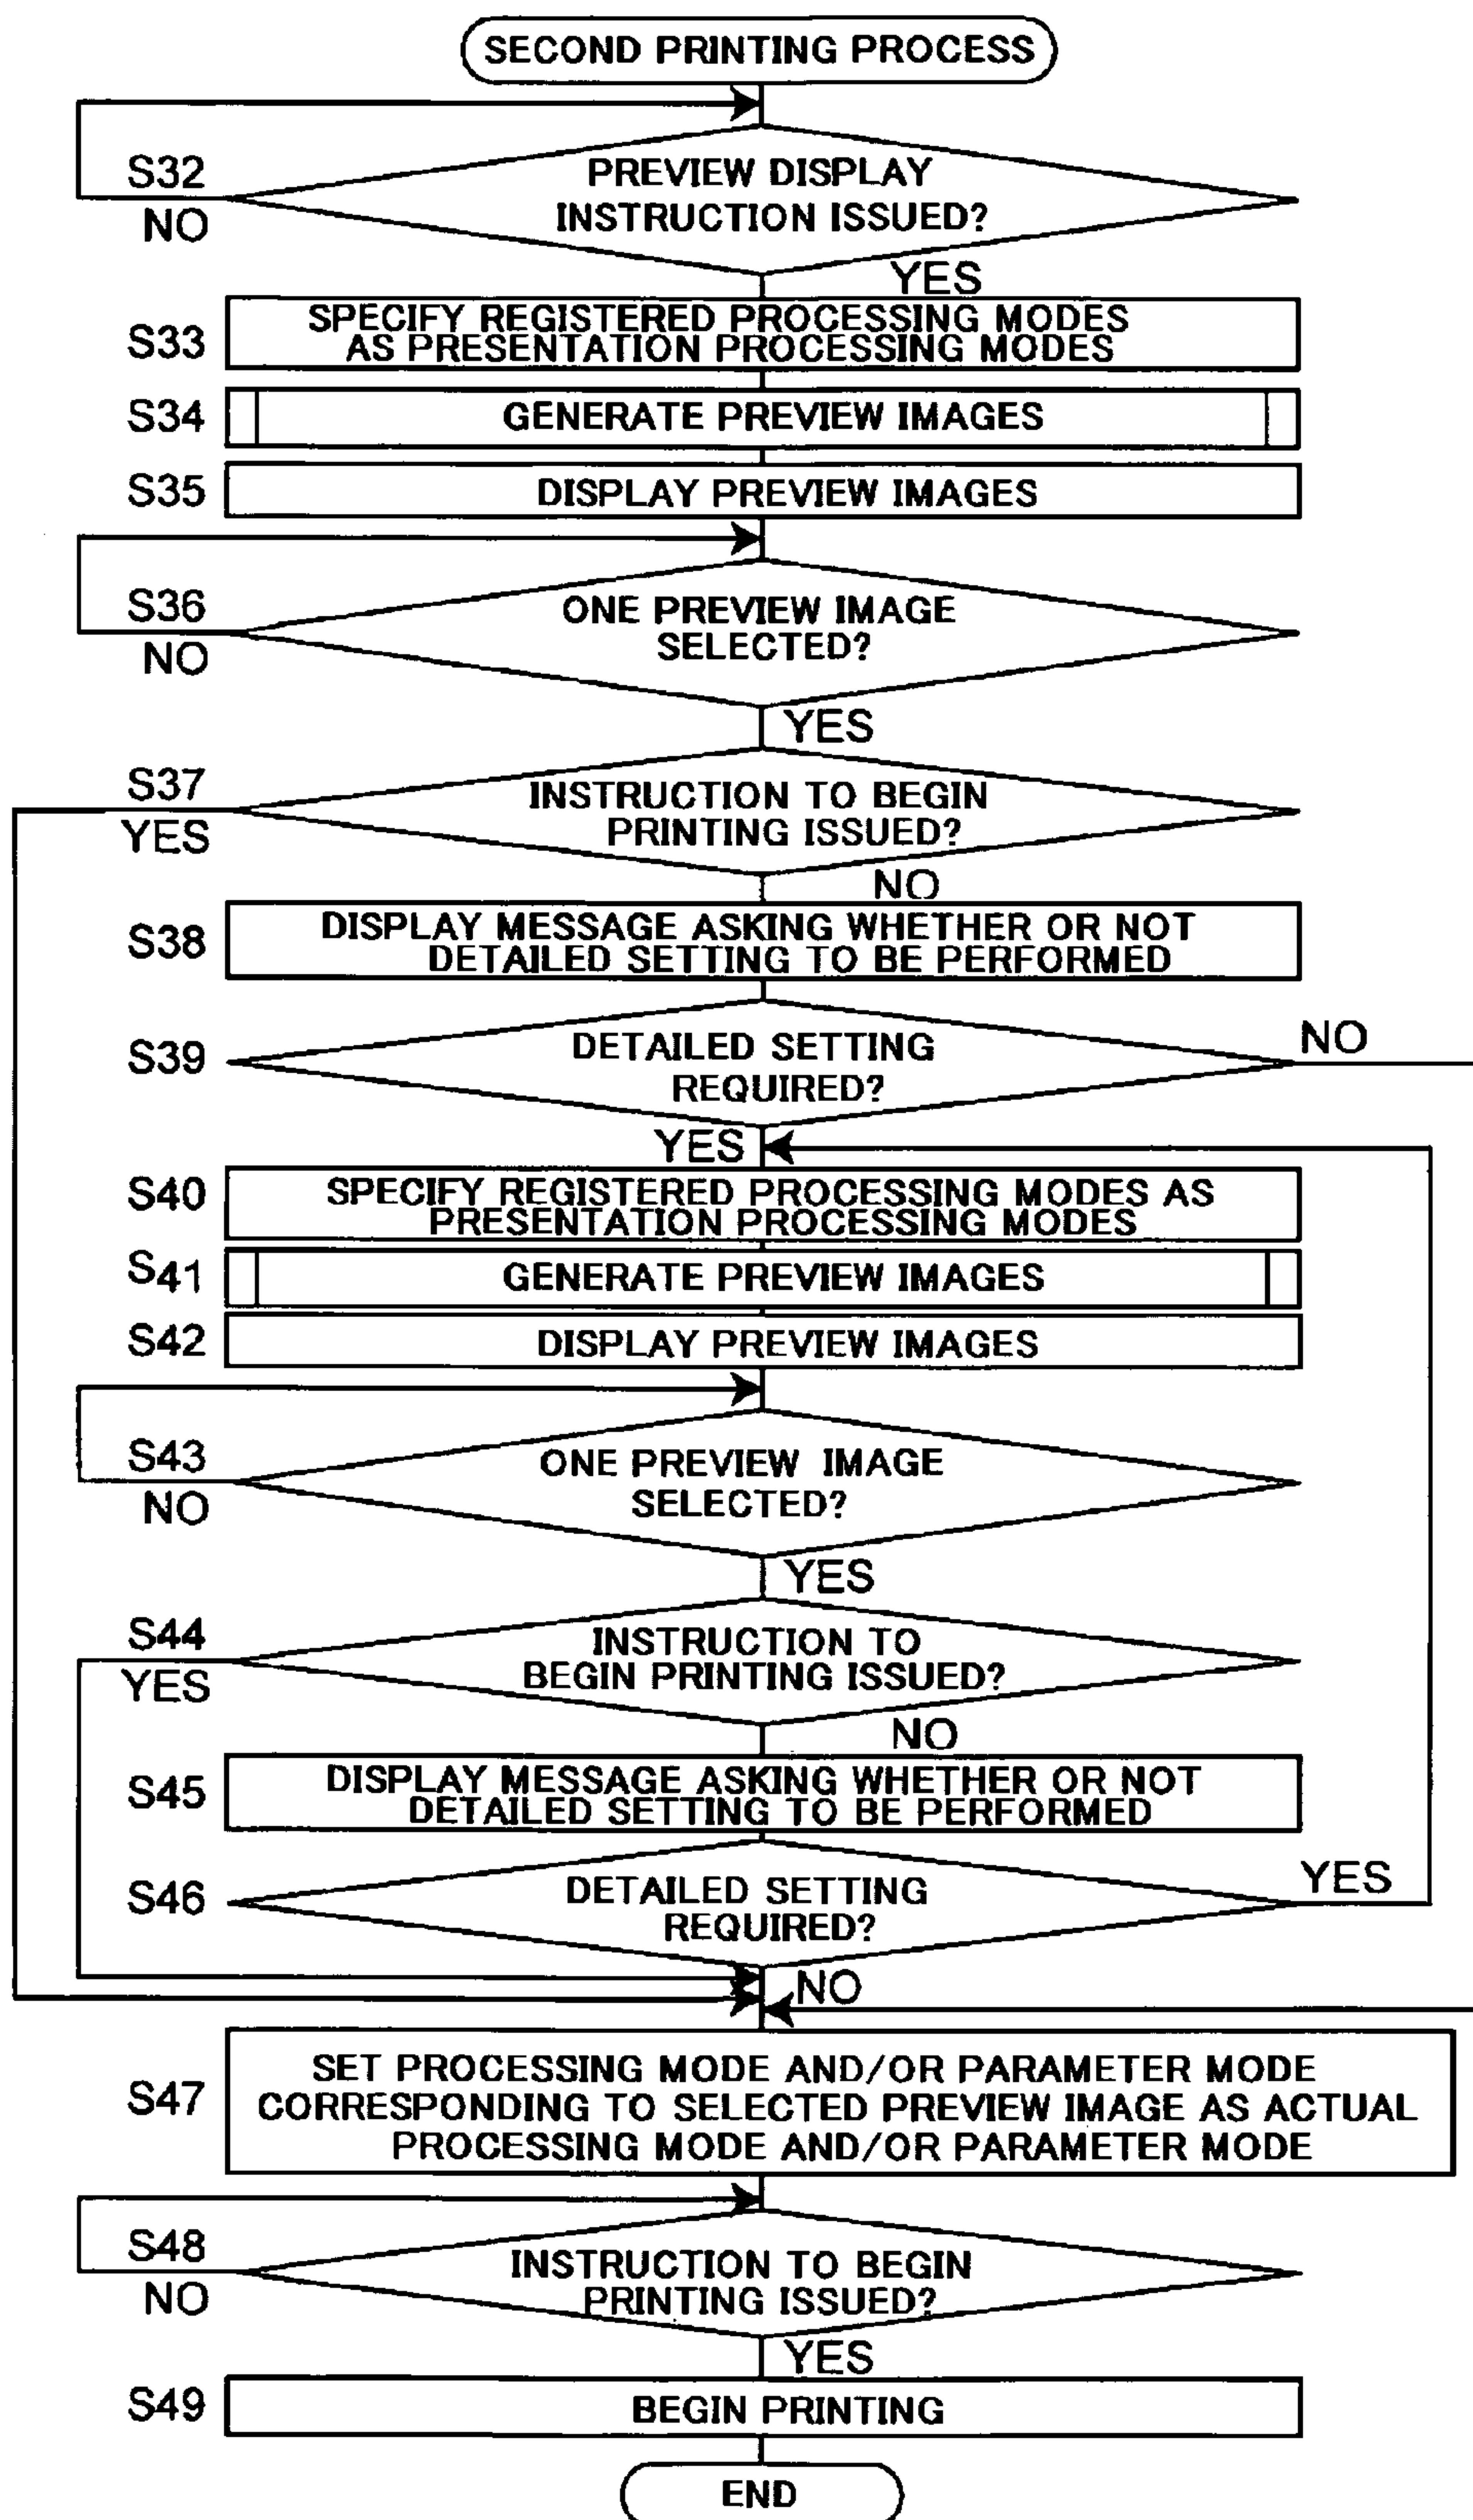 SECOND PRINTING PROCESS
S32
NO
PREVIEW DISPLAY
INSTRUCTION ISSUED?
YES
S33
SPECIFY REGISTERED PROCESSING MODES
AS PRESENTATION PROCESSING MODES
S34
GENERATE PREVIEW IMAGES
S35
DISPLAY PREVIEW IMAGES
S36
NO
ONE PREVIEW IMAGE
SELECTED?
YES
S37
YES
INSTRUCTION TO BEGIN
PRINTING ISSUED?
NO
S38
DISPLAY MESSAGE ASKING WHETHER OR NOT
DETAILED SETTING TO BE PERFORMED
S39
DETAILED SETTING
REQUIRED?
NO
YES
S40
SPECIFY REGISTERED PROCESSING MODES AS
PRESENTATION PROCESSING MODES
S41
GENERATE PREVIEW IMAGES
S42
DISPLAY PREVIEW IMAGES
S43
NO
ONE PREVIEW IMAGE
SELECTED?
YES
S44
YES
INSTRUCTION TO
BEGIN PRINTING ISSUED?
NO
S45
DISPLAY MESSAGE ASKING WHETHER OR NOT
DETAILED SETTING TO BE PERFORMED
S46
DETAILED SETTING
REQUIRED?
YES
NO
S47
SET PROCESSING MODE AND/OR PARAMETER MODE
CORRESPONDING TO SELECTED PREVIEW IMAGE AS ACTUAL
PROCESSING MODE AND/OR PARAMETER MODE
S48
NO
INSTRUCTION TO BEGIN
PRINTING ISSUED?
YES
S49
BEGIN PRINTING
END